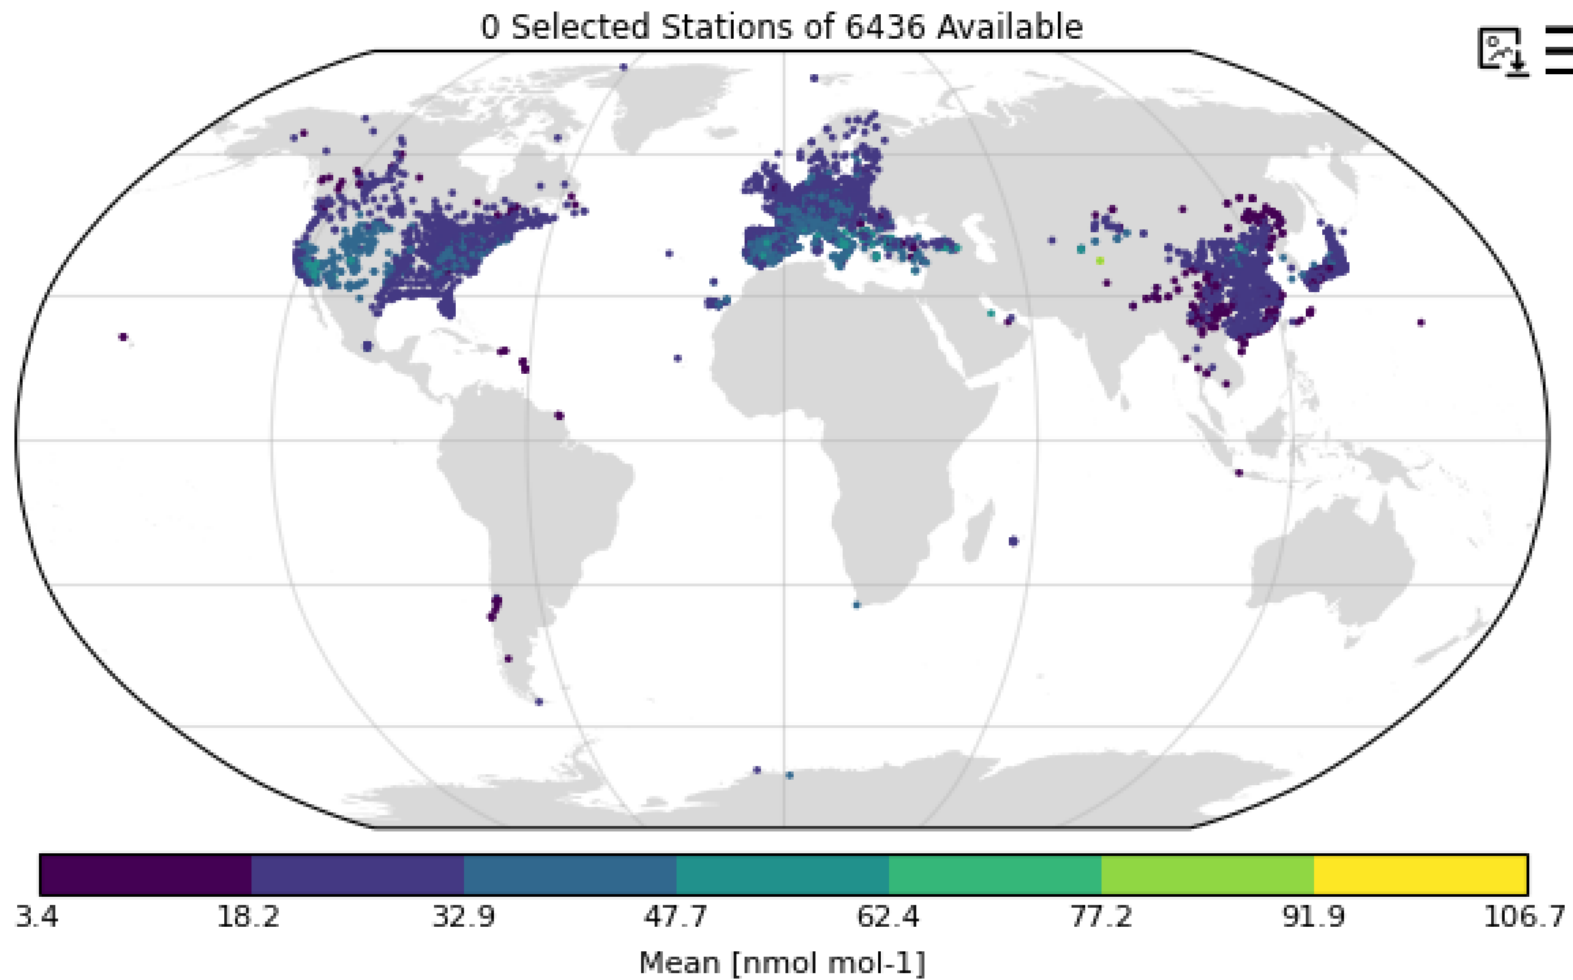 0 Selected Stations of 6436 Available
3.4 18.2 32.9 47.7 62.4 77.2 91.9 106.7
Mean [nmol mol-1]